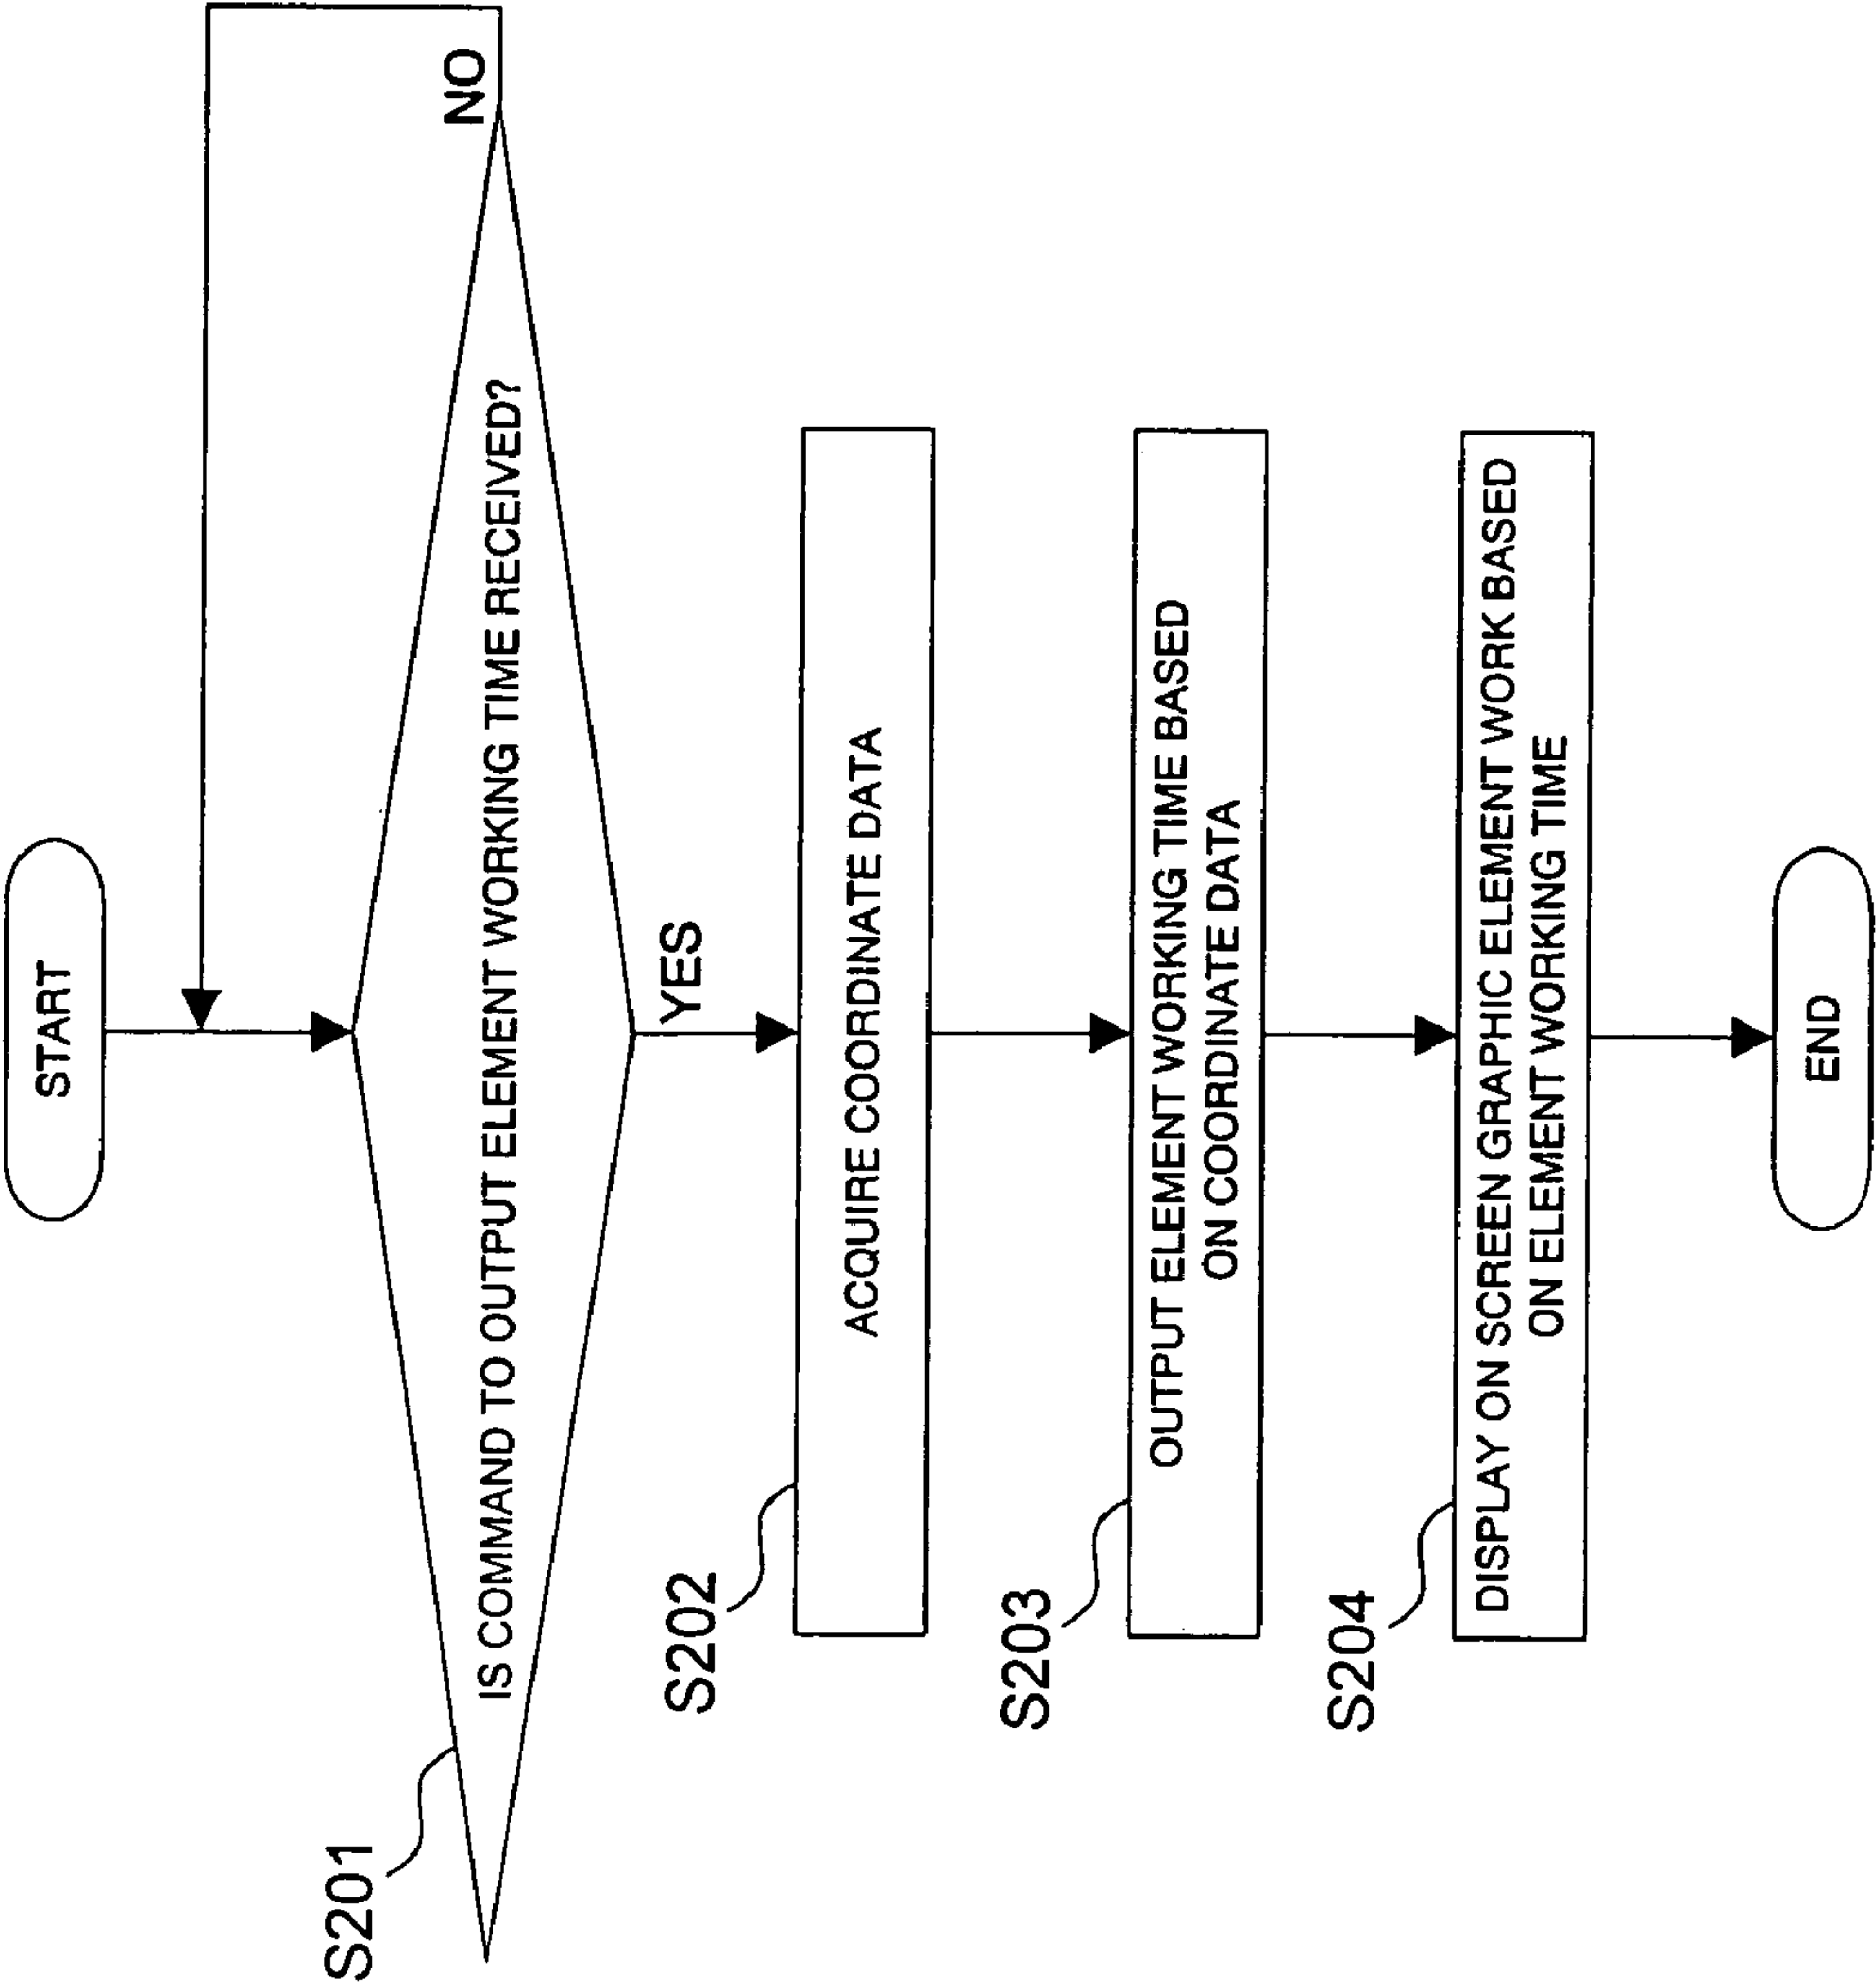 START
NO
S201
IS COMMAND TO OUTPUT ELEMENT WORKING TIME RECEIVED?
YES
S202
ACQUIRE COORDINATE DATA
S203
OUTPUT ELEMENT WORKING TIME BASED
ON COORDINATE DATA
S204
DISPLAY ON SCREEN GRAPHIC ELEMENT WORK BASED
ON ELEMENT WORKING TIME
END